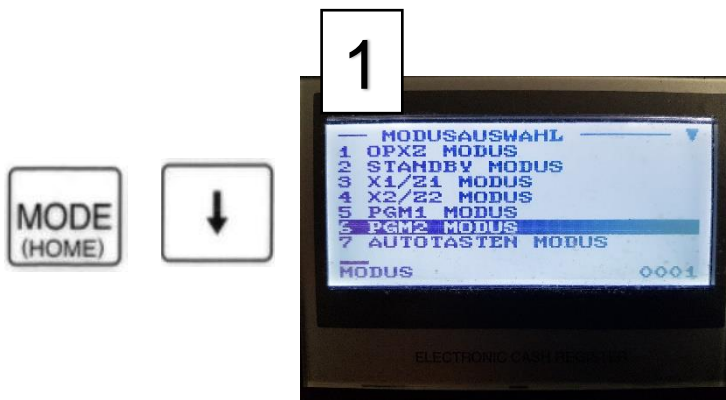 1
MODE
(HOME)
MODUSAUSWAHL
1 OPXZ MODUS
2 STANDBY MODUS
3 X1/Z1 MODUS
4 X2/Z2 MODUS
5 PGM1 MODUS
6 PGM2 MODUS
7 AUTOTASTEN MODUS
MODUS 0001
ELECTRONIC CASH REGISTER